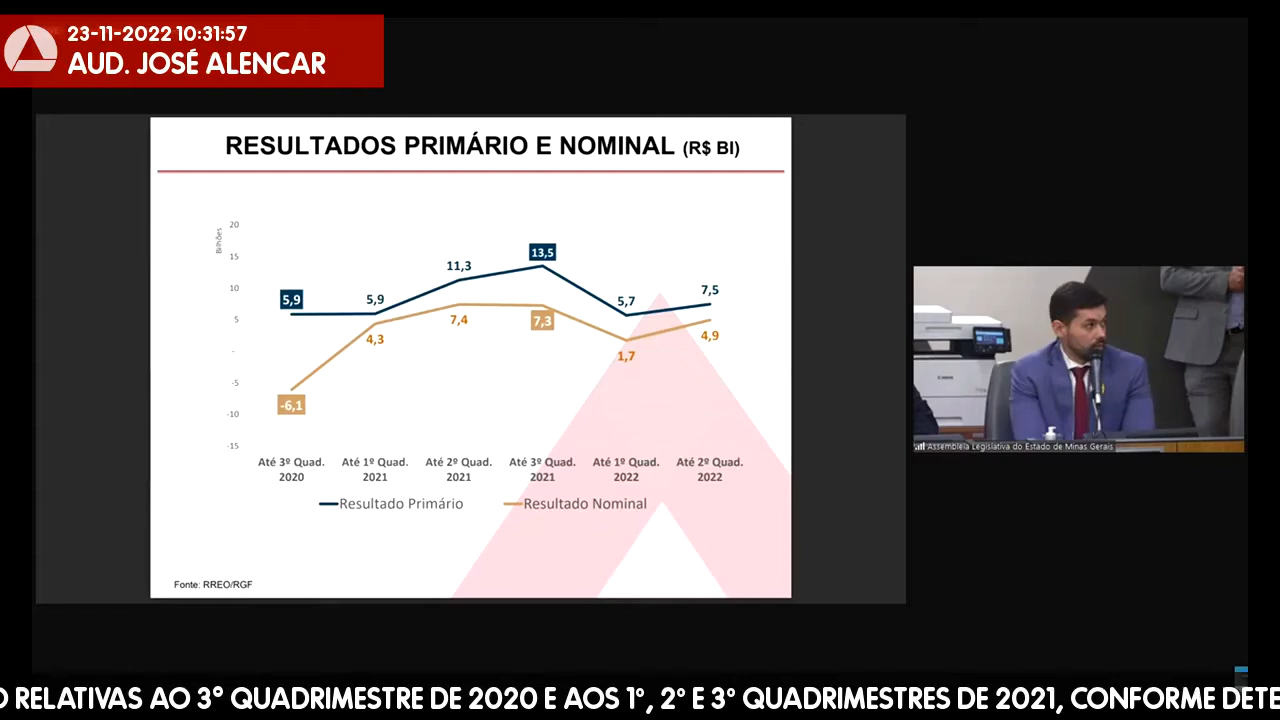 23-11-2022 10:31:57
AUD. JOSÉ ALENCAR
RESULTADOS PRIMÁRIO E NOMINAL (R$ BI)
Bilhões
20
15
10
5
-
-5
-10
-15
5,9
5,9
11,3
13,5
5,7
7,5
-6,1
4,3
7,4
7,3
1,7
4,9
Até 3º Quad. 2020
Até 1º Quad. 2021
Até 2º Quad. 2021
Até 3º Quad. 2021
Até 1º Quad. 2022
Até 2º Quad. 2022
Resultado Primário
Resultado Nominal
Fonte: RREO/RGF
Canon
Assembleia Legislativa do Estado de Minas Gerais
O RELATIVAS AO 3º QUADRIMESTRE DE 2020 E AOS 1º, 2º E 3º QUADRIMESTRES DE 2021, CONFORME DETE